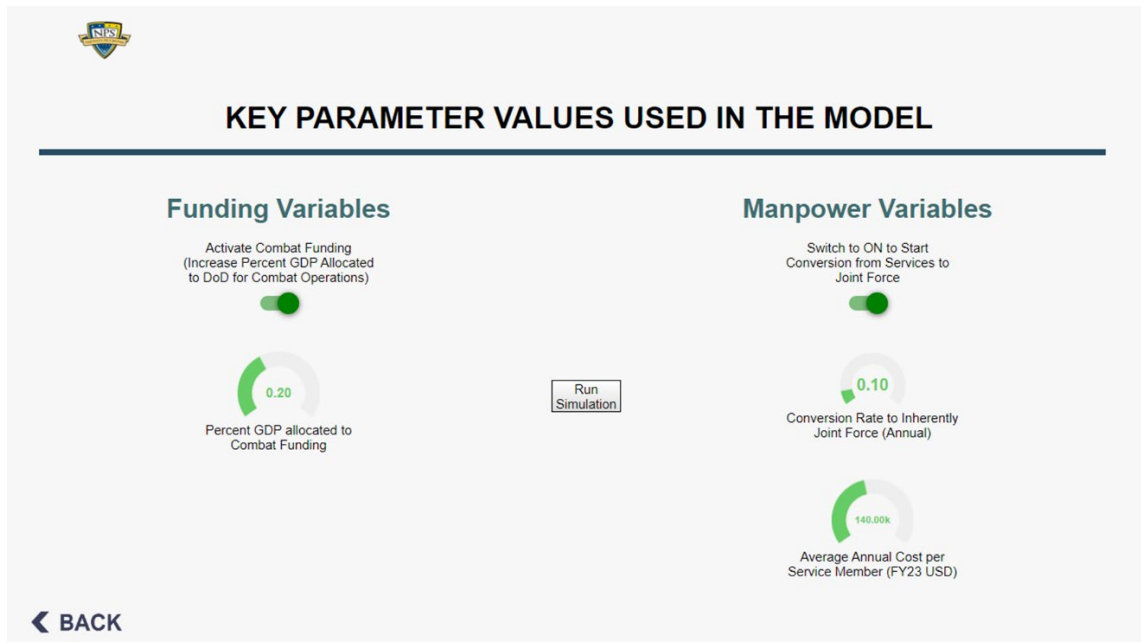 NPS
KEY PARAMETER VALUES USED IN THE MODEL
Funding Variables
Activate Combat Funding
(Increase Percent GDP Allocated
to DoD for Combat Operations)
0.20
Percent GDP allocated to
Combat Funding
Run
Simulation
Manpower Variables
Switch to ON to Start
Conversion from Services to
Joint Force
0.10
Conversion Rate to Inherently
Joint Force (Annual)
140.00k
Average Annual Cost per
Service Member (FY23 USD)
BACK